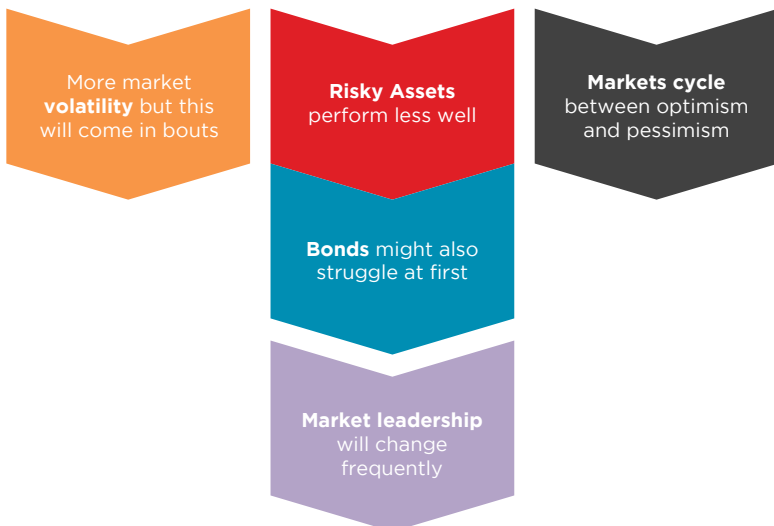 More market
volatility but this
will come in bouts
Risky Assets
perform less well
Markets cycle
between optimism
and pessimism
Bonds might also
struggle at first
Market leadership
will change
frequently